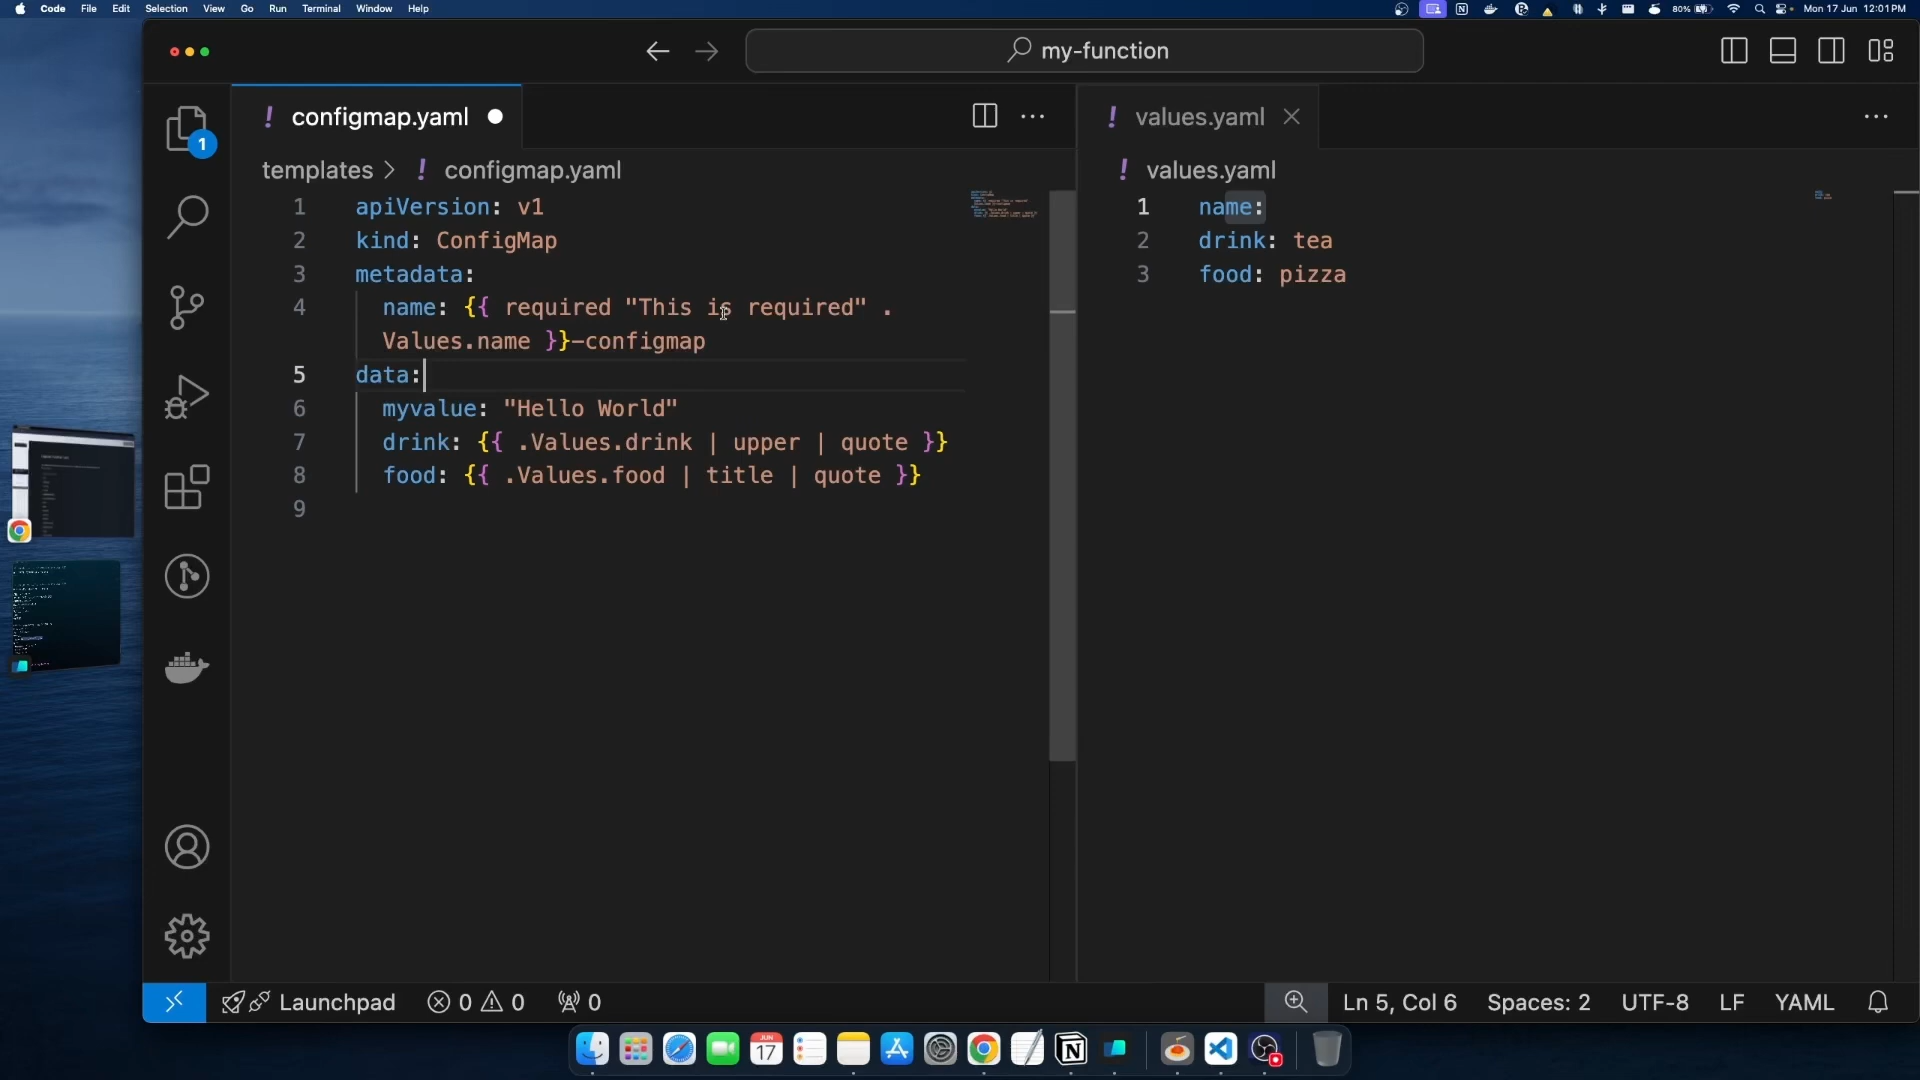 Code File Edit Selection View Go Run Terminal Window Help
80% Mon 17 Jun 12:01 PM
my-function
configmap.yaml
values.yaml
templates > configmap.yaml
values.yaml
1 apiVersion: v1
2 kind: ConfigMap
3 metadata:
4 name: {{ required "This is required" .
Values.name }}-configmap
5 data:
6 myvalue: "Hello World"
7 drink: {{ .Values.drink | upper | quote }}
8 food: {{ .Values.food | title | quote }}
9
1 name:
2 drink: tea
3 food: pizza
1
Launchpad 0 0 0
Ln 5, Col 6 Spaces: 2 UTF-8 LF YAML
JUN
17